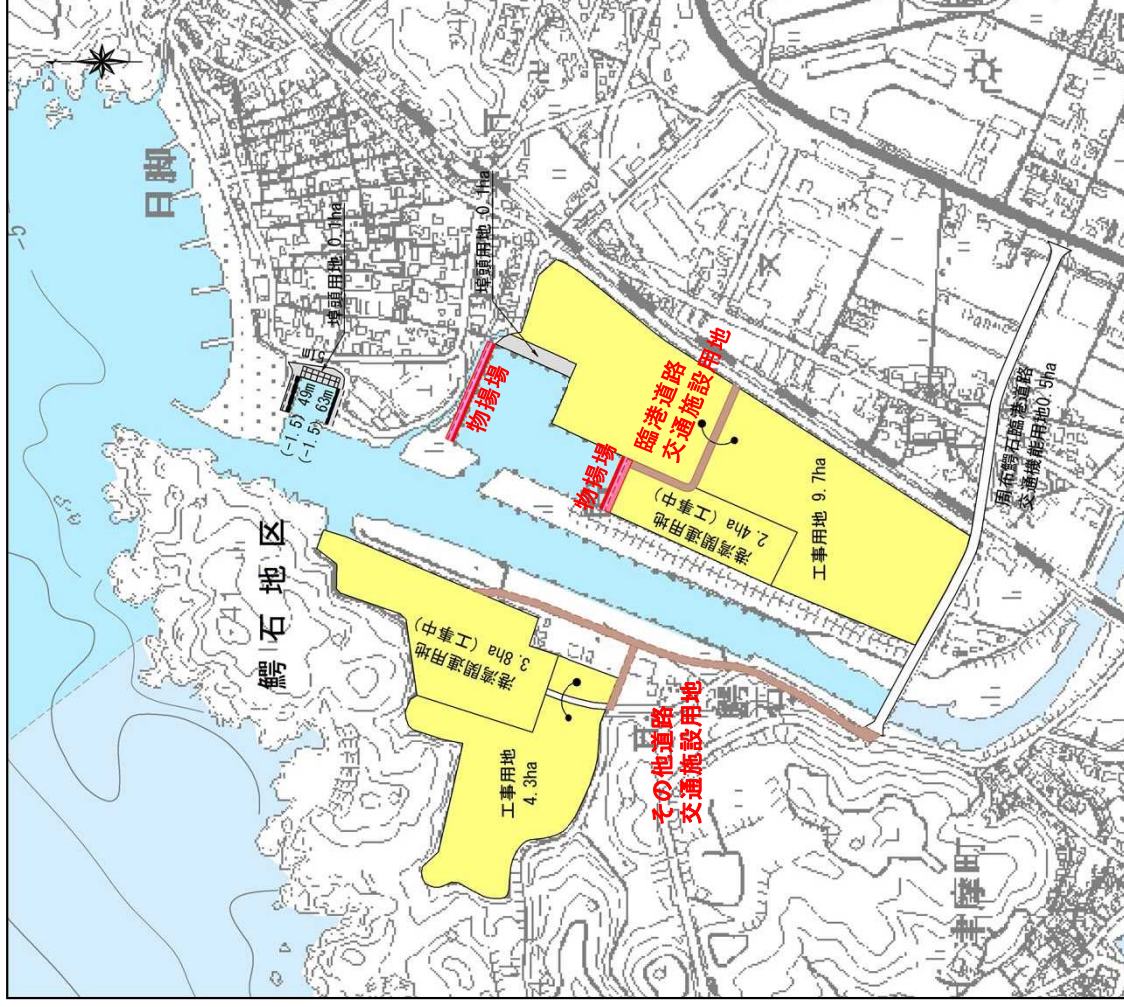 日脚
鰐石地区
(-1.5) 49m
(-1.5) 63m
埠頭用地 0.1ha
埠頭用地 0.1ha
物揚場
物揚場
臨港道路
交通施設用地
港湾関連用地
2.4ha (工事中)
工事用地 9.7ha
港湾関連用地
3.8ha (工事中)
工事用地
4.3ha
その他道路
交通施設用地
周布鰐石臨港道路
交通機能用地0.5ha
津摩町